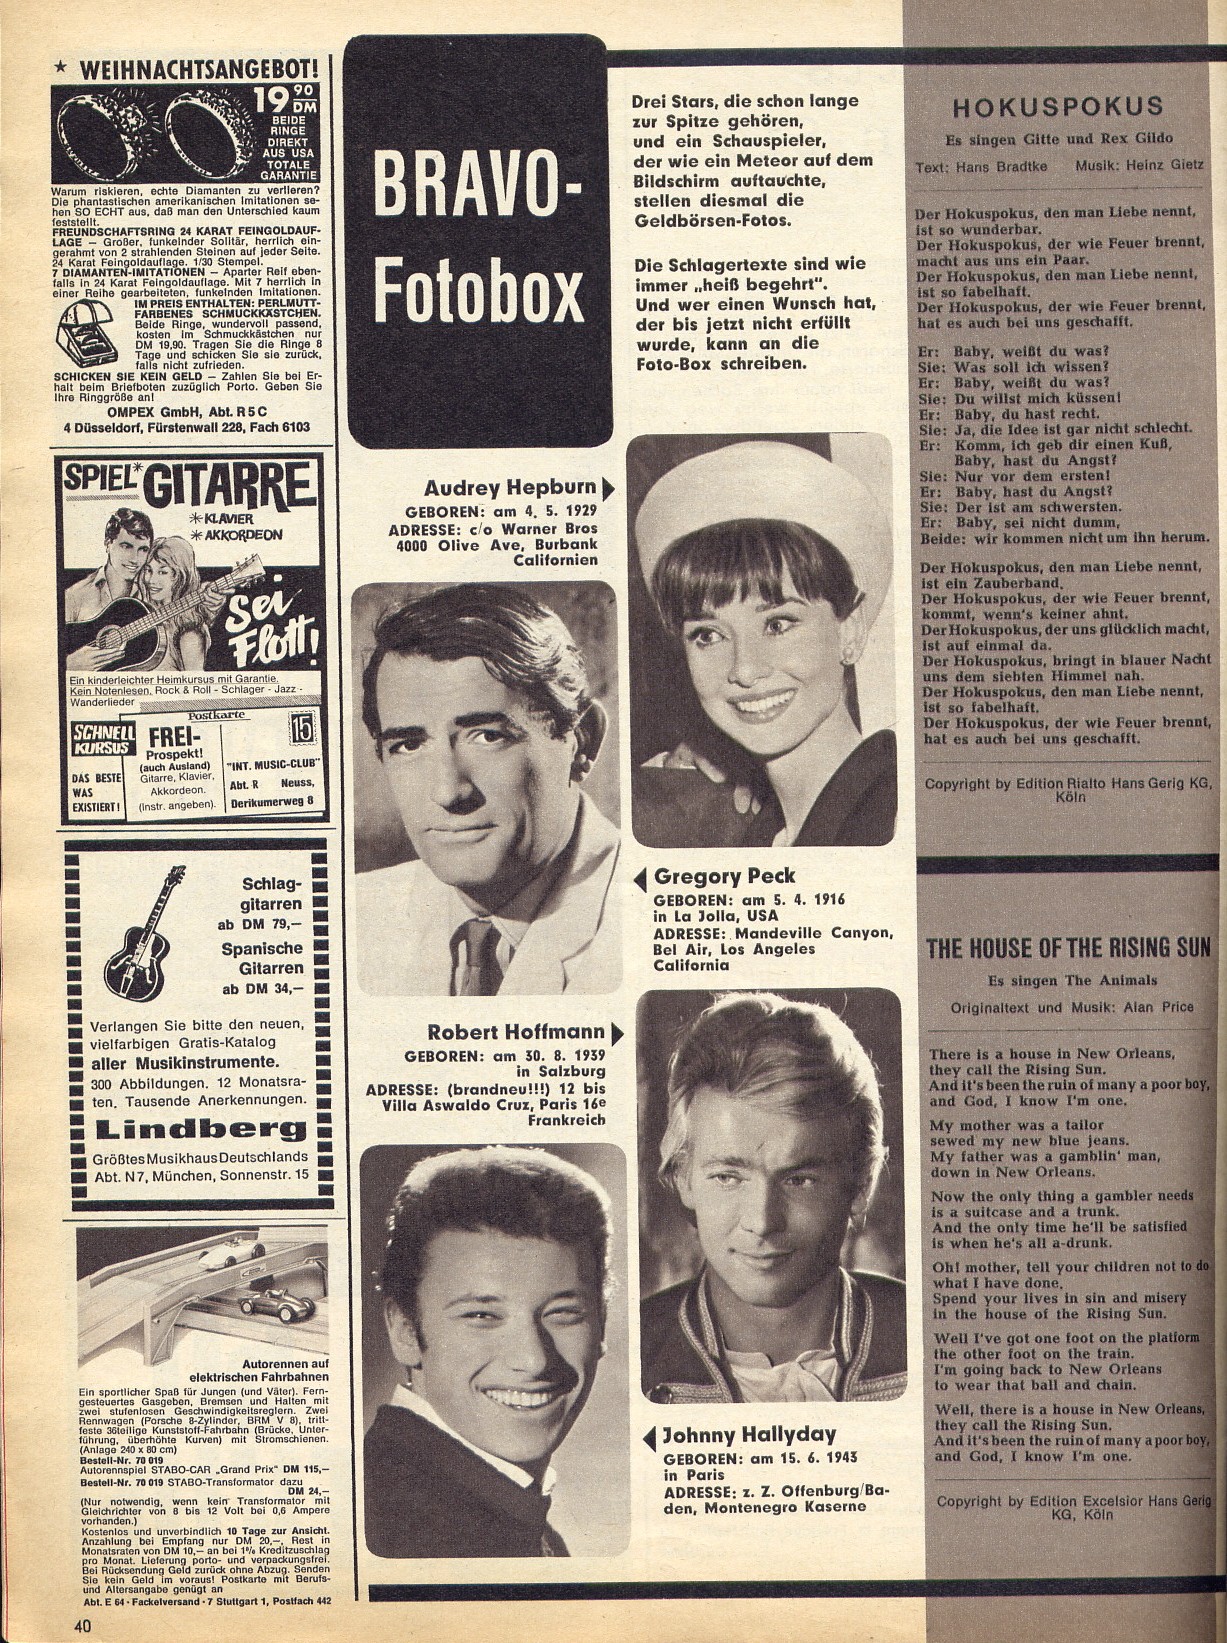 ★ WEIHNACHTSANGEBOT!
19 90 DM
BEIDE
RINGE
DIREKT
AUS USA
TOTALE
GARANTIE
Warum riskieren, echte Diamanten zu verlieren?
Die phantastischen amerikanischen Imitationen se-
hen SO ECHT aus, daß man den Unterschied kaum
feststellt.
FREUNDSCHAFTSRING 24 KARAT FEINGOLDAUF-
LAGE — Großer, funkelnder Solitär, herrlich ein-
gerahmt von 2 strahlenden Steinen auf jeder Seite.
24 Karat Feingoldauflage. 1/30 Stempel.
7 DIAMANTEN-IMITATIONEN — Aparter Reif eben-
falls in 24 Karat Feingoldauflage. Mit 7 herrlich in
einer Reihe gearbeiteten, funkelnden Imitationen.
IM PREIS ENTHALTEN: PERLMUTT-
FARBENES SCHMUCKKÄSTCHEN.
Beide Ringe, wundervoll passend,
kosten im Schmuckkästchen nur
DM 19,90. Tragen Sie die Ringe 8
Tage und schicken Sie sie zurück,
falls nicht zufrieden.
SCHICKEN SIE KEIN GELD — Zahlen Sie bei Er-
halt beim Briefboten zuzüglich Porto. Geben Sie
Ihre Ringgröße an!
OMPEX GmbH, Abt. R 5 C
4 Düsseldorf, Fürstenwall 228, Fach 6103
SPIEL* GITARRE
* KLAVIER
* AKKORDEON
Sei
Flott!
Ein kinderleichter Heimkursus mit Garantie.
Kein Notenlesen. Rock & Roll - Schlager - Jazz -
Wanderlieder
SCHNELL
KURSUS
DAS BESTE
WAS
EXISTIERT!
Postkarte
15
FREI-
Prospekt!
(auch Ausland)
Gitarre, Klavier,
Akkordeon.
(Instr. angeben).
"INT. MUSIC-CLUB"
Abt. R Neuss,
Derikumerweg 8
Schlag-
gitarren
ab DM 79,—
Spanische
Gitarren
ab DM 34,—
Verlangen Sie bitte den neuen,
vielfarbigen Gratis-Katalog
aller Musikinstrumente.
300 Abbildungen. 12 Monatsra-
ten. Tausende Anerkennungen.
Lindberg
Größtes Musikhaus Deutschlands
Abt. N 7, München, Sonnenstr. 15
Autorennen auf
elektrischen Fahrbahnen
Ein sportlicher Spaß für Jungen (und Väter). Fern-
gesteuertes Gasgeben, Bremsen und Halten mit
zwei stufenlosen Geschwindigkeitsreglern. Zwei
Rennwagen (Porsche 8-Zylinder, BRM V 8), tritt-
feste 36teilige Kunststoff-Fahrbahn (Brücke, Unter-
führung, überhöhte Kurven) mit Stromschienen.
(Anlage 240 x 80 cm)
Bestell-Nr. 70 019
Autorennspiel STABO-CAR „Grand Prix" DM 115,—
Bestell-Nr. 70 019 STABO-Transformator dazu
DM 24,—
(Nur notwendig, wenn kein Transformator mit
Gleichrichter von 8 bis 12 Volt bei 0,6 Ampere
vorhanden.)
Kostenlos und unverbindlich 10 Tage zur Ansicht.
Anzahlung bei Empfang nur DM 20,—, Rest in
Monatsraten von DM 10,— an bei 1% Kreditzuschlag
pro Monat. Lieferung porto- und verpackungsfrei.
Bei Rücksendung Geld zurück ohne Abzug. Senden
Sie kein Geld im voraus! Postkarte mit Berufs-
und Altersangabe genügt an
Abt. E 64 · Fackelversand · 7 Stuttgart 1, Postfach 442
40
BRAVO-
Fotobox
Drei Stars, die schon lange
zur Spitze gehören,
und ein Schauspieler,
der wie ein Meteor auf dem
Bildschirm auftauchte,
stellen diesmal die
Geldbörsen-Fotos.
Die Schlagertexte sind wie
immer „heiß begehrt".
Und wer einen Wunsch hat,
der bis jetzt nicht erfüllt
wurde, kann an die
Foto-Box schreiben.
Audrey Hepburn
GEBOREN: am 4. 5. 1929
ADRESSE: c/o Warner Bros
4000 Olive Ave, Burbank
Californien
Gregory Peck
GEBOREN: am 5. 4. 1916
in La Jolla, USA
ADRESSE: Mandeville Canyon,
Bel Air, Los Angeles
California
Robert Hoffmann
GEBOREN: am 30. 8. 1939
in Salzburg
ADRESSE: (brandneu!!!) 12 bis
Villa Aswaldo Cruz, Paris 16e
Frankreich
Johnny Hallyday
GEBOREN: am 15. 6. 1943
in Paris
ADRESSE: z. Z. Offenburg/Ba-
den, Montenegro Kaserne
HOKUSPOKUS
Es singen Gitte und Rex Gildo
Text: Hans Bradtke Musik: Heinz Gietz
Der Hokuspokus, den man Liebe nennt,
ist so wunderbar.
Der Hokuspokus, der wie Feuer brennt,
macht aus uns ein Paar.
Der Hokuspokus, den man Liebe nennt,
ist so fabelhaft.
Der Hokuspokus, der wie Feuer brennt,
hat es auch bei uns geschafft.
Er: Baby, weißt du was?
Sie: Was soll ich wissen?
Er: Baby, weißt du was?
Sie: Du willst mich küssen!
Er: Baby, du hast recht.
Sie: Ja, die Idee ist gar nicht schlecht.
Er: Komm, ich geb dir einen Kuß,
Baby, hast du Angst?
Sie: Nur vor dem ersten!
Er: Baby, hast du Angst?
Sie: Der ist am schwersten.
Er: Baby, sei nicht dumm,
Beide: wir kommen nicht um ihn herum.
Der Hokuspokus, den man Liebe nennt,
ist ein Zauberband.
Der Hokuspokus, der wie Feuer brennt,
kommt, wenn's keiner ahnt.
Der Hokuspokus, der uns glücklich macht,
ist auf einmal da.
Der Hokuspokus, bringt in blauer Nacht
uns dem siebten Himmel nah.
Der Hokuspokus, den man Liebe nennt,
ist so fabelhaft.
Der Hokuspokus, der wie Feuer brennt,
hat es auch bei uns geschafft.
Copyright by Edition Rialto Hans Gerig KG,
Köln
THE HOUSE OF THE RISING SUN
Es singen The Animals
Originaltext und Musik: Alan Price
There is a house in New Orleans,
they call the Rising Sun.
And it's been the ruin of many a poor boy,
and God, I know I'm one.
My mother was a tailor
sewed my new blue jeans.
My father was a gamblin' man,
down in New Orleans.
Now the only thing a gambler needs
is a suitcase and a trunk.
And the only time he'll be satisfied
is when he's all a-drunk.
Oh! mother, tell your children not to do
what I have done.
Spend your lives in sin and misery
in the house of the Rising Sun.
Well I've got one foot on the platform
the other foot on the train.
I'm going back to New Orleans
to wear that ball and chain.
Well, there is a house in New Orleans,
they call the Rising Sun.
And it's been the ruin of many a poor boy,
and God, I know I'm one.
Copyright by Edition Excelsior Hans Gerig
KG, Köln